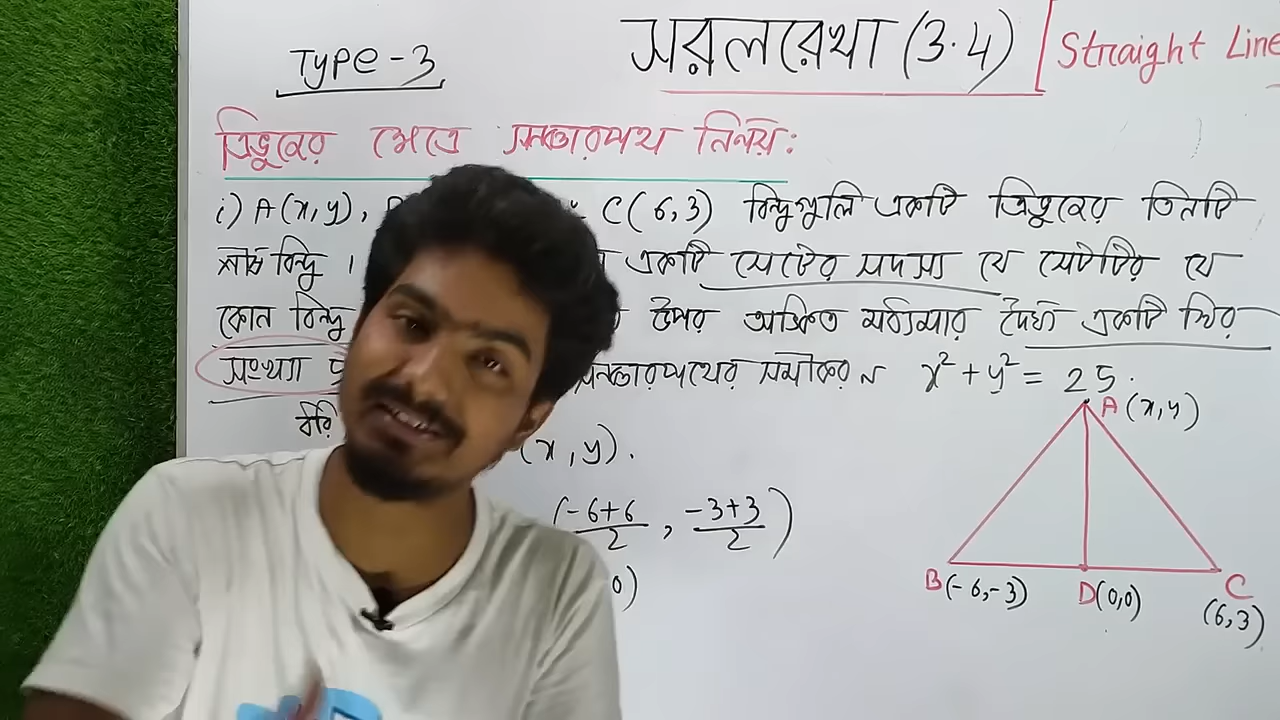 Type-3
সরলরেখা (3.4) Straight Line
ত্রিভুজের ক্ষেত্রে সঞ্চারপথ নির্ণয়:
i) A(x,y), C(6,3) বিন্দুগুলি একটি ত্রিভুজের তিনটি
শীর্ষ বিন্দু । একটি সেটের সদস্য যে সেটটির যে
কোন বিন্দু উপর অঙ্কিত মধ্যমার দৈর্ঘ্য একটি স্থির
সংখ্যা সঞ্চারপথের সমীকরণ x² + y² = 25.
ধরি (x,y).
(-6+6/2, -3+3/2)
0)
A(x,y)
B(-6,-3) D(0,0) C
(6,3)